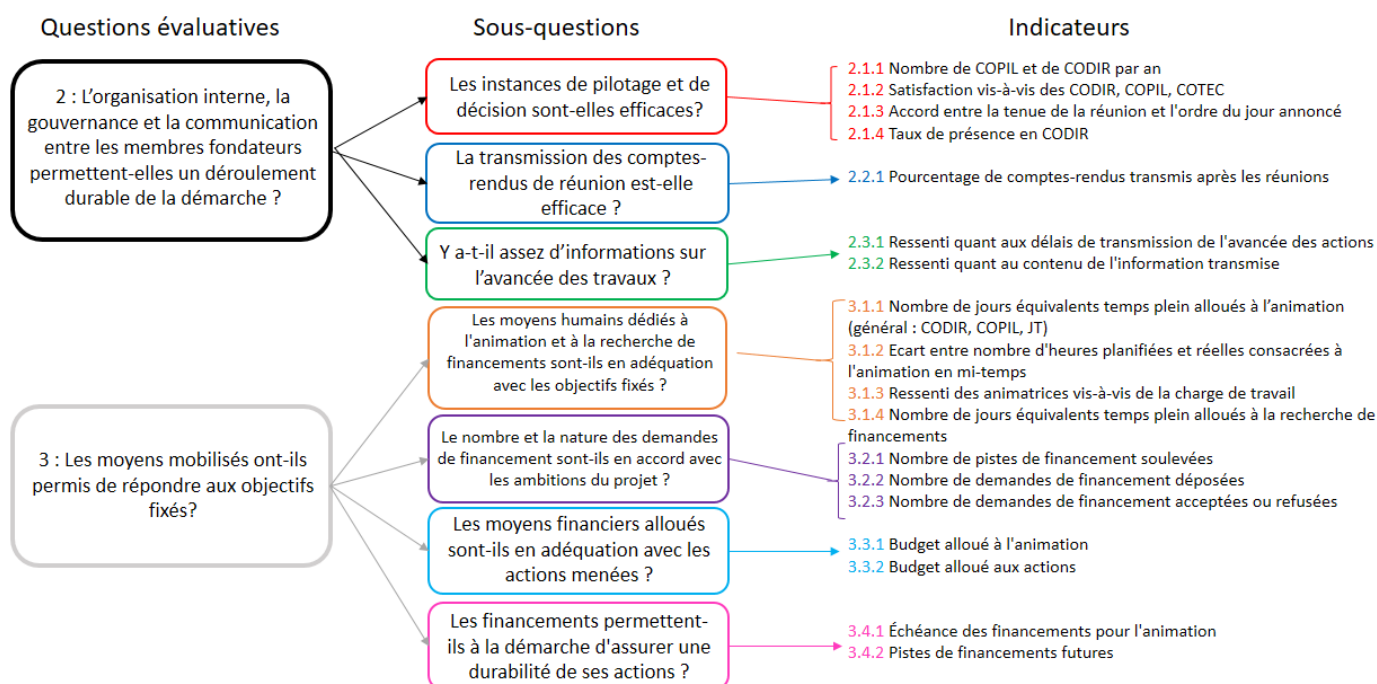 Questions évaluatives
Sous-questions
Indicateurs
2 : L’organisation interne, la
gouvernance et la communication
entre les membres fondateurs
permettent-elles un déroulement
durable de la démarche ?
Les instances de pilotage et de
décision sont-elles efficaces?
2.1.1 Nombre de COPIL et de CODIR par an
2.1.2 Satisfaction vis-à-vis des CODIR, COPIL, COTEC
2.1.3 Accord entre la tenue de la réunion et l'ordre du jour annoncé
2.1.4 Taux de présence en CODIR
La transmission des comptes-
rendus de réunion est-elle
efficace ?
2.2.1 Pourcentage de comptes-rendus transmis après les réunions
Y a-t-il assez d’informations sur
l’avancée des travaux ?
2.3.1 Ressenti quant aux délais de transmission de l'avancée des actions
2.3.2 Ressenti quant au contenu de l'information transmise
3 : Les moyens mobilisés ont-ils
permis de répondre aux objectifs
fixés?
Les moyens humains dédiés à
l'animation et à la recherche de
financements sont-ils en adéquation
avec les objectifs fixés ?
3.1.1 Nombre de jours équivalents temps plein alloués à l’animation
(général : CODIR, COPIL, JT)
3.1.2 Ecart entre nombre d'heures planifiées et réelles consacrées à
l'animation en mi-temps
3.1.3 Ressenti des animatrices vis-à-vis de la charge de travail
3.1.4 Nombre de jours équivalents temps plein alloués à la recherche de
financements
Le nombre et la nature des demandes
de financement sont-ils en accord avec
les ambitions du projet ?
3.2.1 Nombre de pistes de financement soulevées
3.2.2 Nombre de demandes de financement déposées
3.2.3 Nombre de demandes de financement acceptées ou refusées
Les moyens financiers alloués
sont-ils en adéquation avec les
actions menées ?
3.3.1 Budget alloué à l'animation
3.3.2 Budget alloué aux actions
Les financements permettent-
ils à la démarche d'assurer une
durabilité de ses actions ?
3.4.1 Échéance des financements pour l'animation
3.4.2 Pistes de financements futures